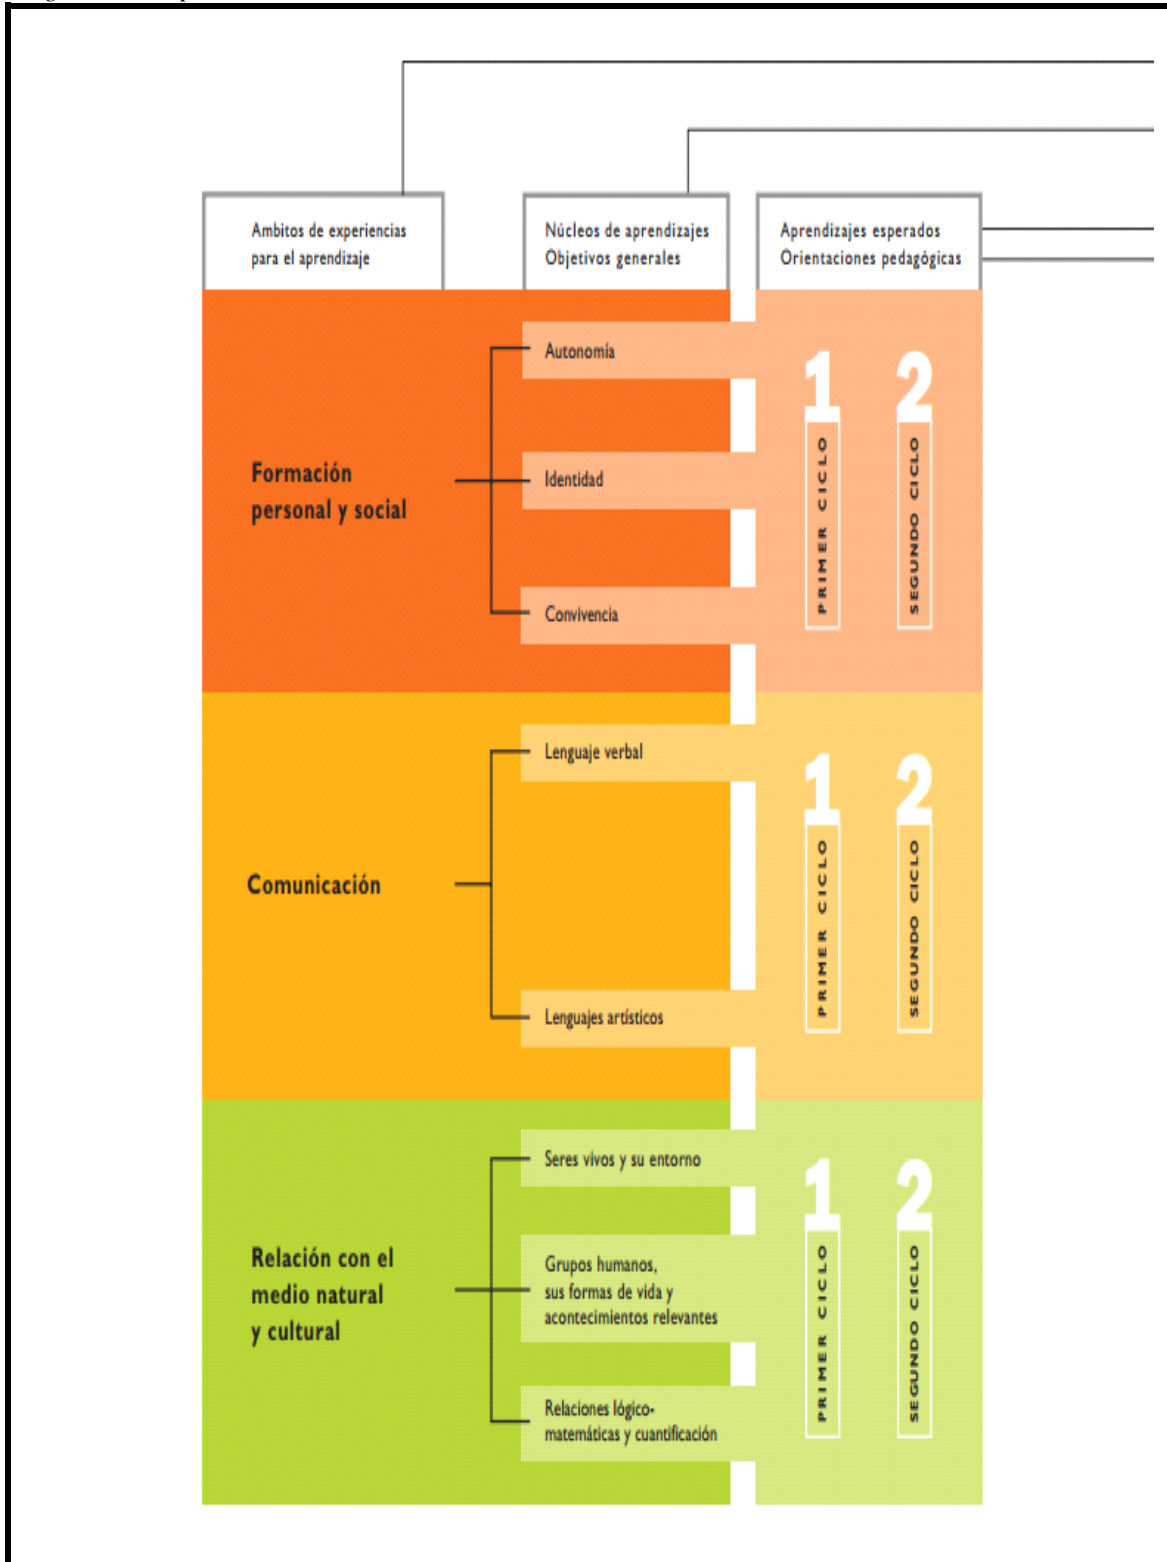 Ambitos de experiencias
para el aprendizaje
Núcleos de aprendizajes
Objetivos generales
Aprendizajes esperados
Orientaciones pedagógicas
Formación
personal y social
Autonomía
Identidad
Convivencia
1
PRIMER CICLO
2
SEGUNDO CICLO
Comunicación
Lenguaje verbal
Lenguajes artísticos
1
PRIMER CICLO
2
SEGUNDO CICLO
Relación con el
medio natural
y cultural
Seres vivos y su entorno
Grupos humanos,
sus formas de vida y
acontecimientos relevantes
Relaciones lógico-
matemáticas y cuantificación
1
PRIMER CICLO
2
SEGUNDO CICLO